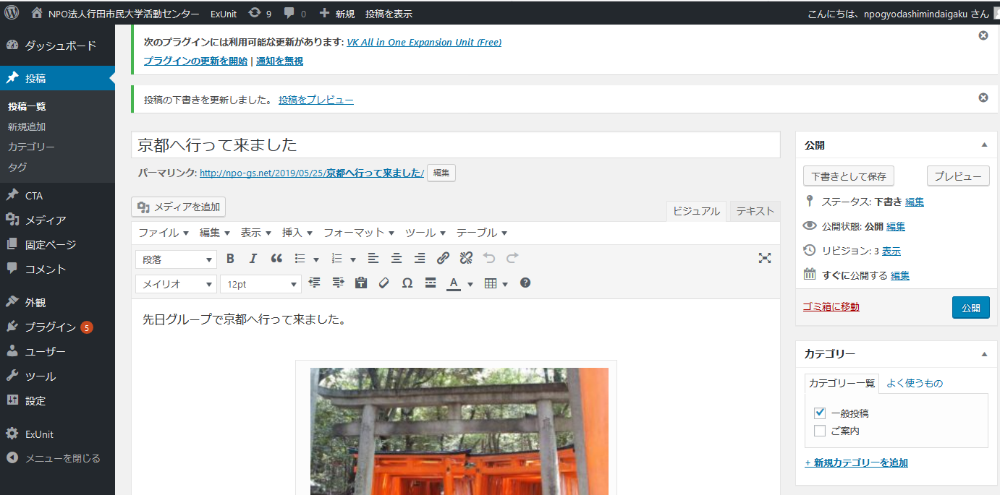 NPO法人行田市民大学活動センター ExUnit 9 0 新規 投稿を表示 こんにちは、npogyodashimindaigaku さん
ダッシュボード
投稿
投稿一覧
新規追加
カテゴリー
タグ
CTA
メディア
固定ページ
コメント
外観
プラグイン 5
ユーザー
ツール
設定
ExUnit
メニューを閉じる
次のプラグインには利用可能な更新があります: VK All in One Expansion Unit (Free)
プラグインの更新を開始 | 通知を無視
投稿の下書きを更新しました。 投稿をプレビュー
京都へ行って来ました
パーマリンク: http://npo-gs.net/2019/05/25/京都へ行って来ました/ 編集
メディアを追加
ビジュアル テキスト
ファイル 編集 表示 挿入 フォーマット ツール テーブル
段落 B I
メイリオ 12pt Ω A
先日グループで京都へ行って来ました。
公開
下書きとして保存 プレビュー
ステータス: 下書き 編集
公開状態: 公開 編集
リビジョン: 3 表示
すぐに公開する 編集
ゴミ箱に移動 公開
カテゴリー
カテゴリー一覧 よく使うもの
一般投稿
ご案内
+ 新規カテゴリーを追加